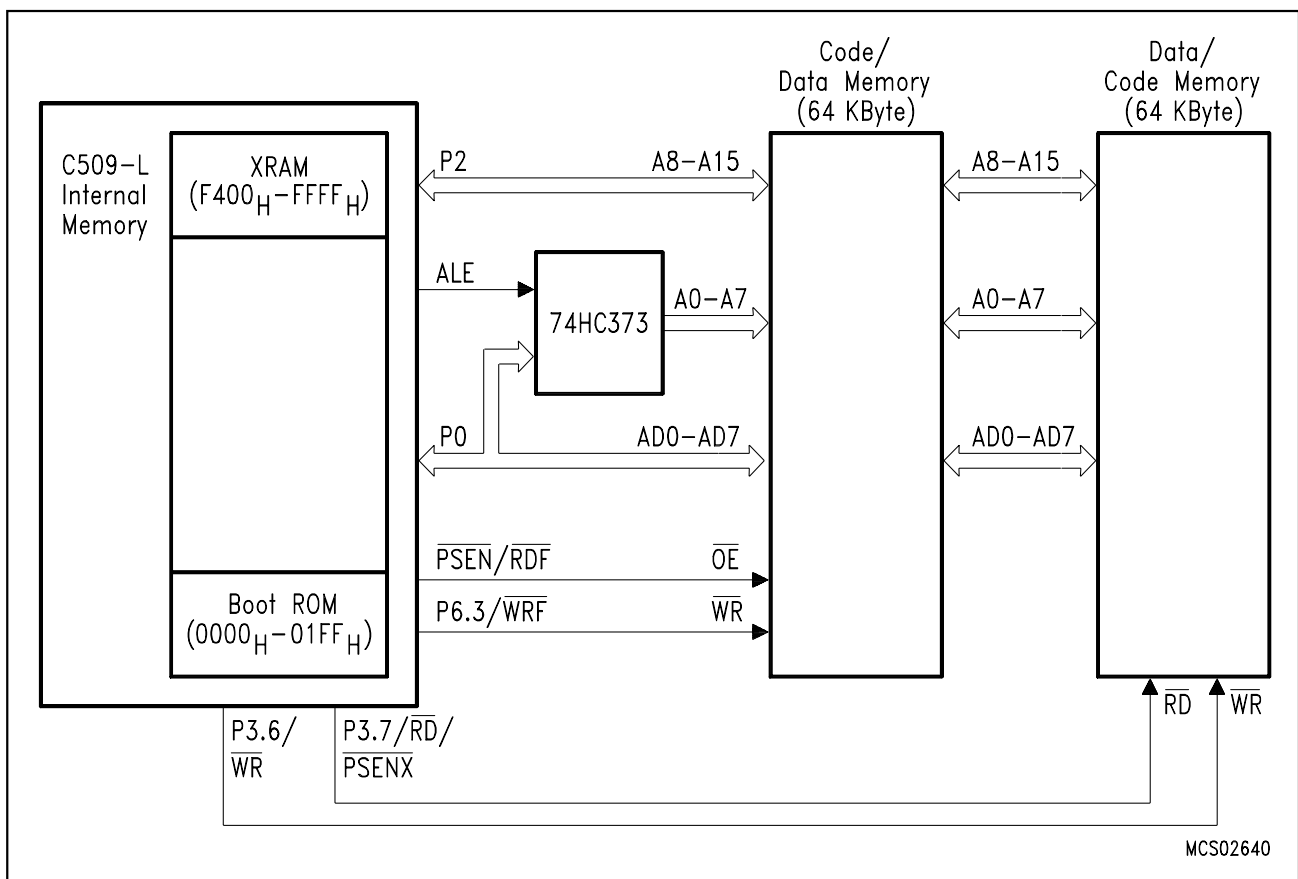 Code/
Data Memory
(64 KByte)
Data/
Code Memory
(64 KByte)
C509-L
Internal
Memory
XRAM
(F400H-FFFFH)
P2
A8-A15
A8-A15
ALE
74HC373
A0-A7
A0-A7
P0
AD0-AD7
AD0-AD7
PSEN/RDF
OE
P6.3/WRF
WR
Boot ROM
(0000H-01FFH)
P3.6/
WR
P3.7/RD/
PSENX
RD
WR
MCS02640